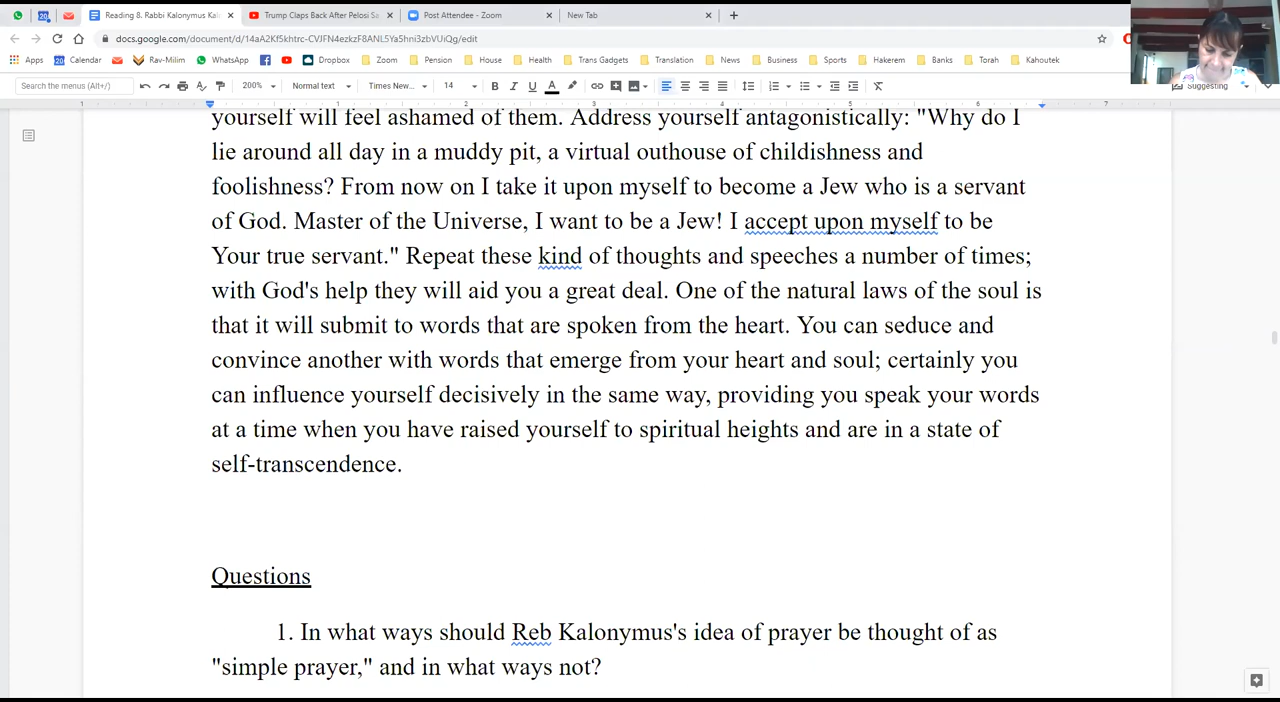 Reading 8. Rabbi Kalonymus Kal
Trump Claps Back After Pelosi Sa
Post Attendee - Zoom
New Tab
docs.google.com/document/d/14aA2Kf5khtrc-CVJFN4ezkzF8ANL5Ya5hni3zbVUiQg/edit
Apps Calendar Rav-Milim WhatsApp Dropbox Zoom Pension House Health Trans Gadgets Translation News Business Sports Hakerem Banks Torah Kahoutek
Search the menus (Alt+/) 200% Normal text Times New... 14 B I U A Suggesting
1 1 2 3 4 5 6 7
yourself will feel ashamed of them. Address yourself antagonistically: "Why do I
lie around all day in a muddy pit, a virtual outhouse of childishness and
foolishness? From now on I take it upon myself to become a Jew who is a servant
of God. Master of the Universe, I want to be a Jew! I accept upon myself to be
Your true servant." Repeat these kind of thoughts and speeches a number of times;
with God's help they will aid you a great deal. One of the natural laws of the soul is
that it will submit to words that are spoken from the heart. You can seduce and
convince another with words that emerge from your heart and soul; certainly you
can influence yourself decisively in the same way, providing you speak your words
at a time when you have raised yourself to spiritual heights and are in a state of
self-transcendence.
Questions
1. In what ways should Reb Kalonymus's idea of prayer be thought of as
"simple prayer," and in what ways not?